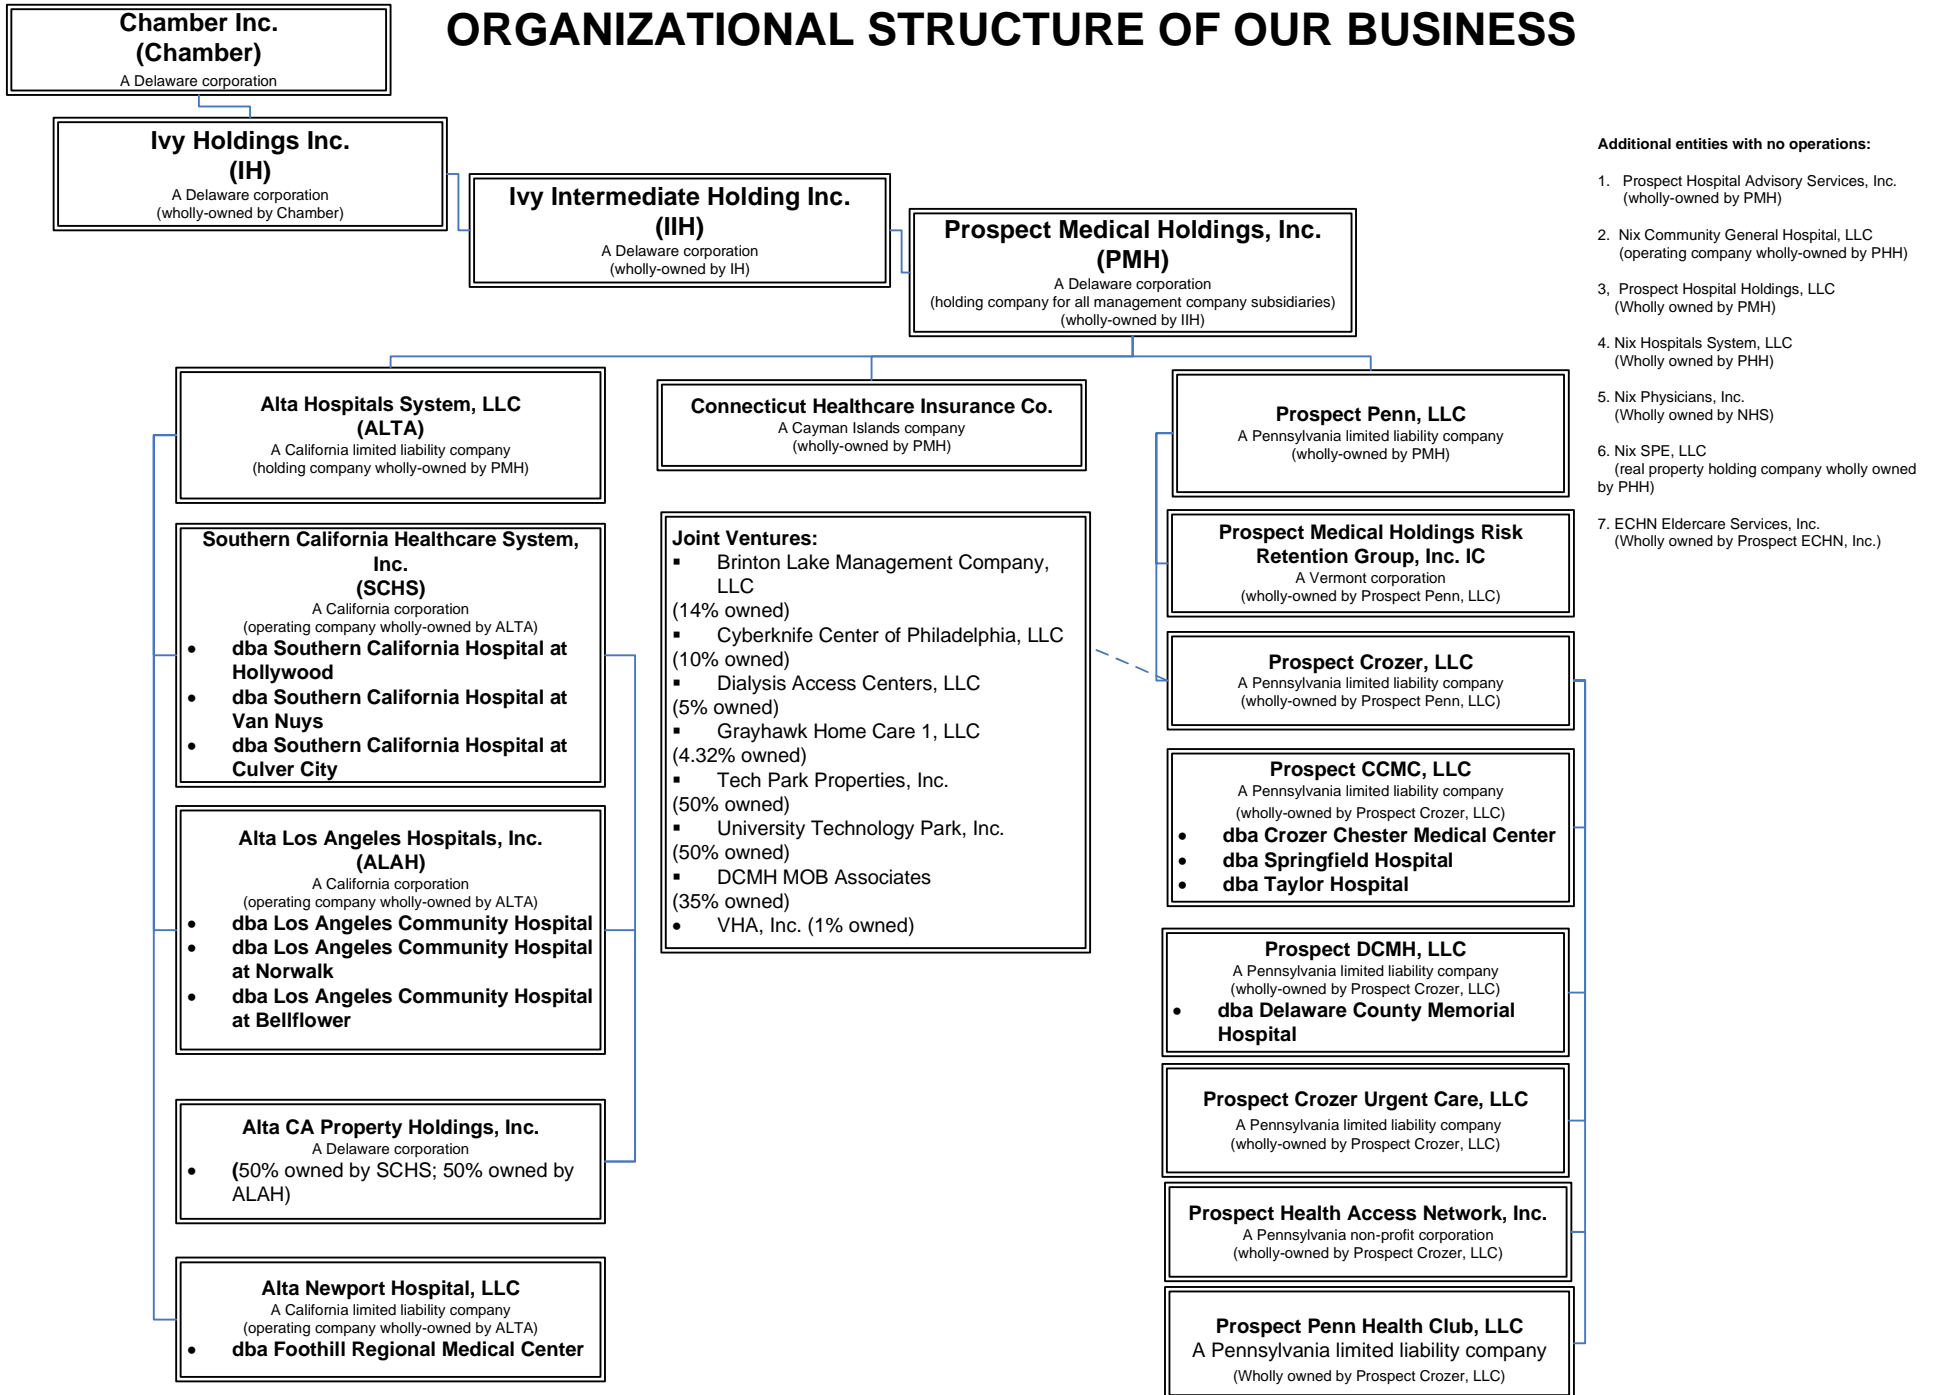 ORGANIZATIONAL STRUCTURE OF OUR BUSINESS
Chamber Inc.
(Chamber)
A Delaware corporation
Ivy Holdings Inc.
(IH)
A Delaware corporation
(wholly-owned by Chamber)
Ivy Intermediate Holding Inc.
(IIH)
A Delaware corporation
(wholly-owned by IH)
Prospect Medical Holdings, Inc.
(PMH)
A Delaware corporation
(holding company for all management company subsidiaries)
(wholly-owned by IIH)
Alta Hospitals System, LLC
(ALTA)
A California limited liability company
(holding company wholly-owned by PMH)
Southern California Healthcare System,
Inc.
(SCHS)
A California corporation
(operating company wholly-owned by ALTA)
• dba Southern California Hospital at
Hollywood
• dba Southern California Hospital at
Van Nuys
• dba Southern California Hospital at
Culver City
Alta Los Angeles Hospitals, Inc.
(ALAH)
A California corporation
(operating company wholly-owned by ALTA)
• dba Los Angeles Community Hospital
• dba Los Angeles Community Hospital
at Norwalk
• dba Los Angeles Community Hospital
at Bellflower
Alta CA Property Holdings, Inc.
A Delaware corporation
• (50% owned by SCHS; 50% owned by
ALAH)
Alta Newport Hospital, LLC
A California limited liability company
(operating company wholly-owned by ALTA)
• dba Foothill Regional Medical Center
Connecticut Healthcare Insurance Co.
A Cayman Islands company
(wholly-owned by PMH)
Joint Ventures:
▪ Brinton Lake Management Company,
LLC
(14% owned)
▪ Cyberknife Center of Philadelphia, LLC
(10% owned)
▪ Dialysis Access Centers, LLC
(5% owned)
▪ Grayhawk Home Care 1, LLC
(4.32% owned)
▪ Tech Park Properties, Inc.
(50% owned)
▪ University Technology Park, Inc.
(50% owned)
▪ DCMH MOB Associates
(35% owned)
• VHA, Inc. (1% owned)
Prospect Penn, LLC
A Pennsylvania limited liability company
(wholly-owned by PMH)
Prospect Medical Holdings Risk
Retention Group, Inc. IC
A Vermont corporation
(wholly-owned by Prospect Penn, LLC)
Prospect Crozer, LLC
A Pennsylvania limited liability company
(wholly-owned by Prospect Penn, LLC)
Prospect CCMC, LLC
A Pennsylvania limited liability company
(wholly-owned by Prospect Crozer, LLC)
• dba Crozer Chester Medical Center
• dba Springfield Hospital
• dba Taylor Hospital
Prospect DCMH, LLC
A Pennsylvania limited liability company
(wholly-owned by Prospect Crozer, LLC)
• dba Delaware County Memorial
Hospital
Prospect Crozer Urgent Care, LLC
A Pennsylvania limited liability company
(wholly-owned by Prospect Crozer, LLC)
Prospect Health Access Network, Inc.
A Pennsylvania non-profit corporation
(wholly-owned by Prospect Crozer, LLC)
Prospect Penn Health Club, LLC
A Pennsylvania limited liability company
(Wholly owned by Prospect Crozer, LLC)
Additional entities with no operations:
1. Prospect Hospital Advisory Services, Inc.
(wholly-owned by PMH)
2. Nix Community General Hospital, LLC
(operating company wholly-owned by PHH)
3, Prospect Hospital Holdings, LLC
(Wholly owned by PMH)
4. Nix Hospitals System, LLC
(Wholly owned by PHH)
5. Nix Physicians, Inc.
(Wholly owned by NHS)
6. Nix SPE, LLC
(real property holding company wholly owned
by PHH)
7. ECHN Eldercare Services, Inc.
(Wholly owned by Prospect ECHN, Inc.)